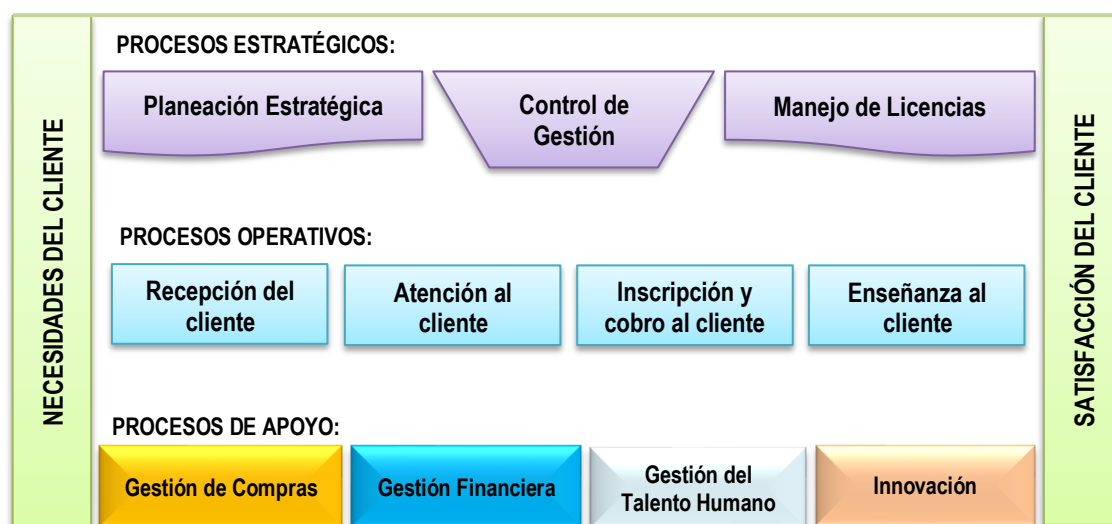 PROCESOS ESTRATÉGICOS:
Planeación Estratégica
Control de
Gestión
Manejo de Licencias
NECESIDADES DEL CLIENTE
SATISFACCIÓN DEL CLIENTE
PROCESOS OPERATIVOS:
Recepción del
cliente
Atención al
cliente
Inscripción y
cobro al cliente
Enseñanza al
cliente
PROCESOS DE APOYO:
Gestión de Compras
Gestión Financiera
Gestión del
Talento Humano
Innovación